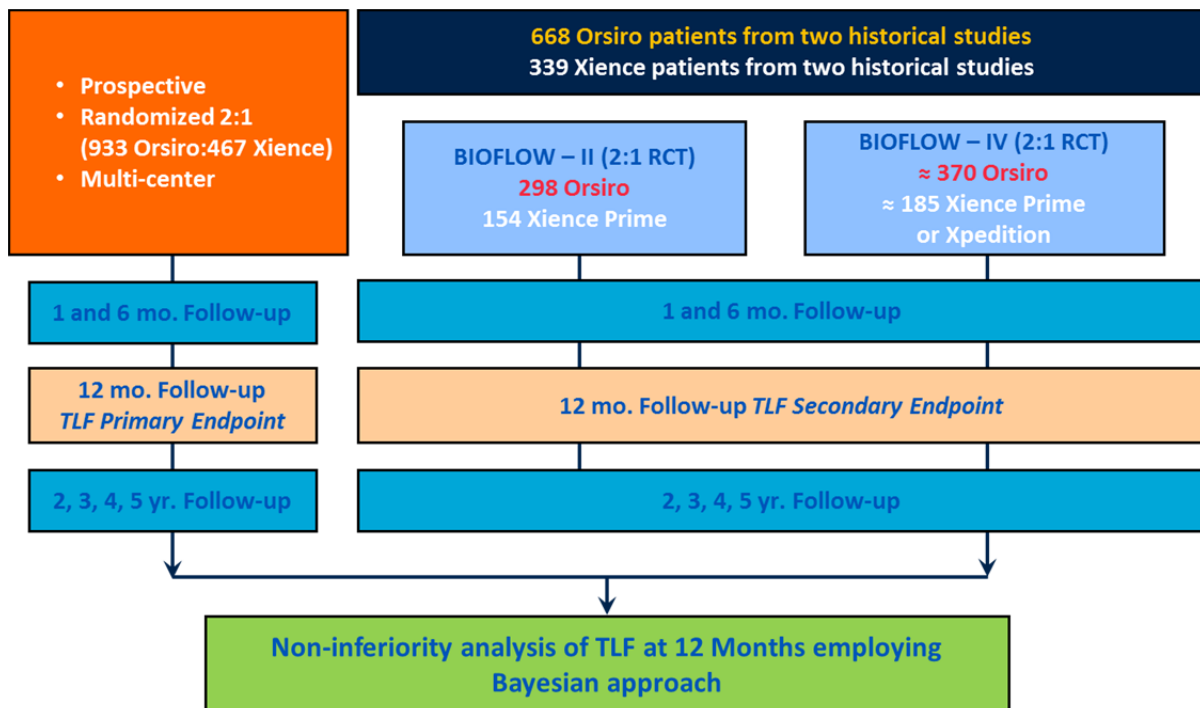 • Prospective
• Randomized 2:1
(933 Orsiro:467 Xience)
• Multi-center
668 Orsiro patients from two historical studies
339 Xience patients from two historical studies
BIOFLOW – II (2:1 RCT)
298 Orsiro
154 Xience Prime
BIOFLOW – IV (2:1 RCT)
≈ 370 Orsiro
≈ 185 Xience Prime
or Xpedition
1 and 6 mo. Follow-up
1 and 6 mo. Follow-up
12 mo. Follow-up
TLF Primary Endpoint
12 mo. Follow-up TLF Secondary Endpoint
2, 3, 4, 5 yr. Follow-up
2, 3, 4, 5 yr. Follow-up
Non-inferiority analysis of TLF at 12 Months employing
Bayesian approach